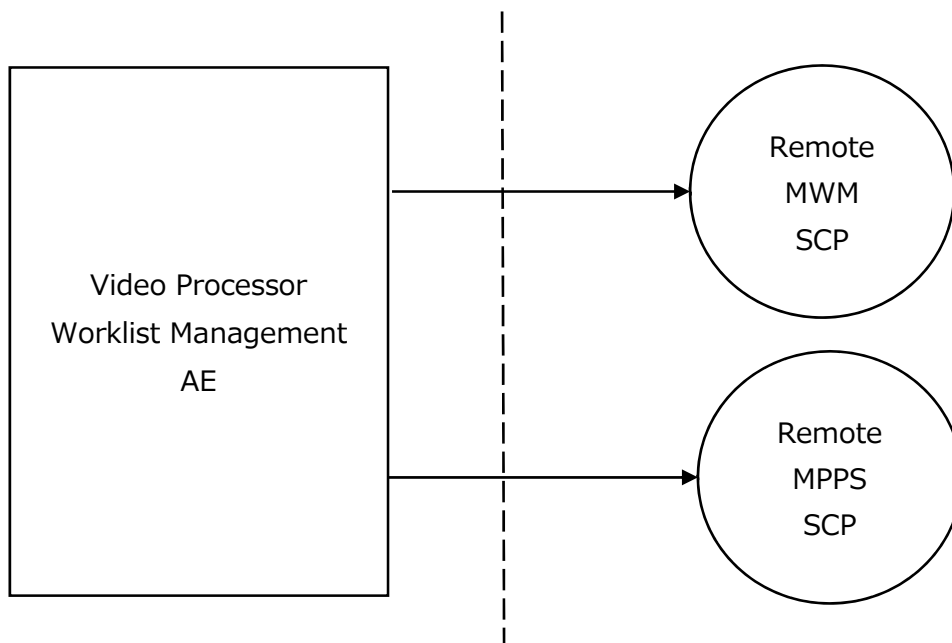 Video Processor
Worklist Management
AE
Remote
MWM
SCP
Remote
MPPS
SCP